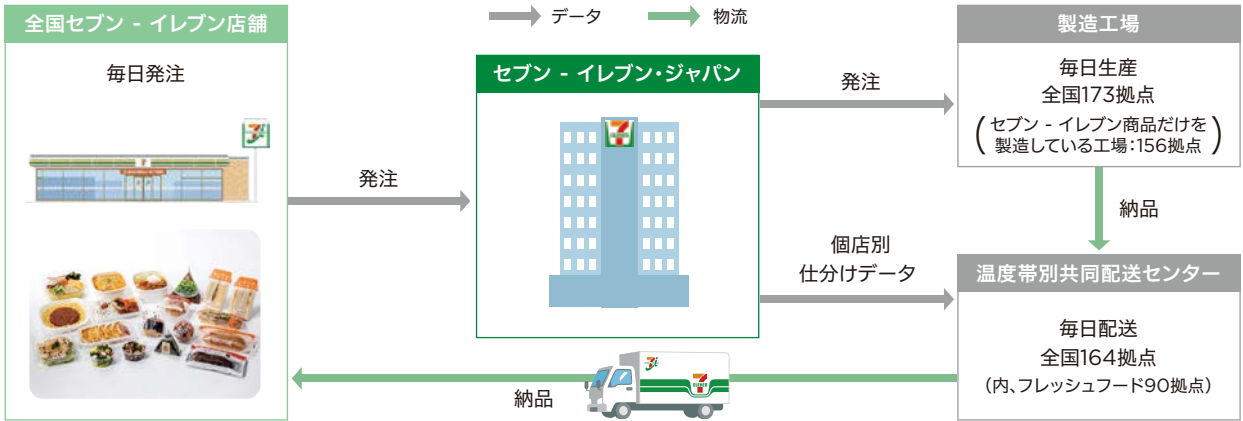 データ
物流
全国セブン - イレブン店舗
毎日発注
発注
セブン - イレブン・ジャパン
発注
個店別
仕分けデータ
製造工場
毎日生産
全国173拠点
(セブン - イレブン商品だけを
製造している工場:156拠点)
納品
温度帯別共同配送センター
毎日配送
全国164拠点
(内、フレッシュフード90拠点)
納品